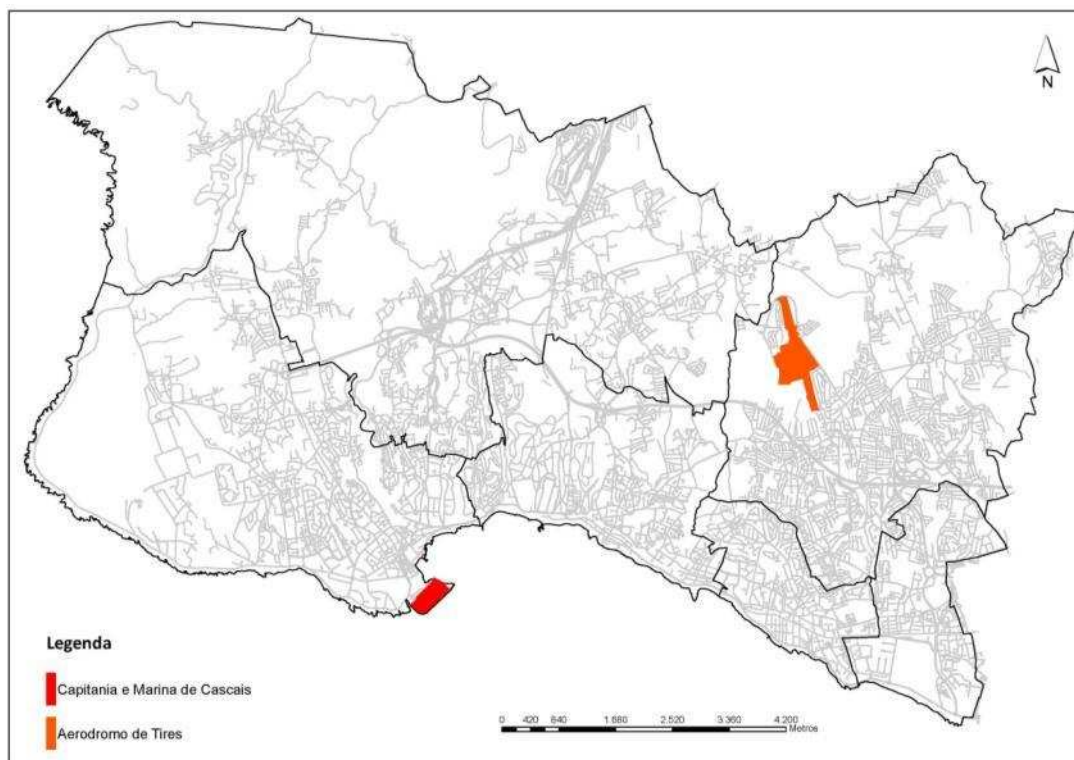 N
Legenda
Capitania e Marina de Cascais
Aerodromo de Tires
0 420 840 1.680 2.520 3.360 4.200
Metros